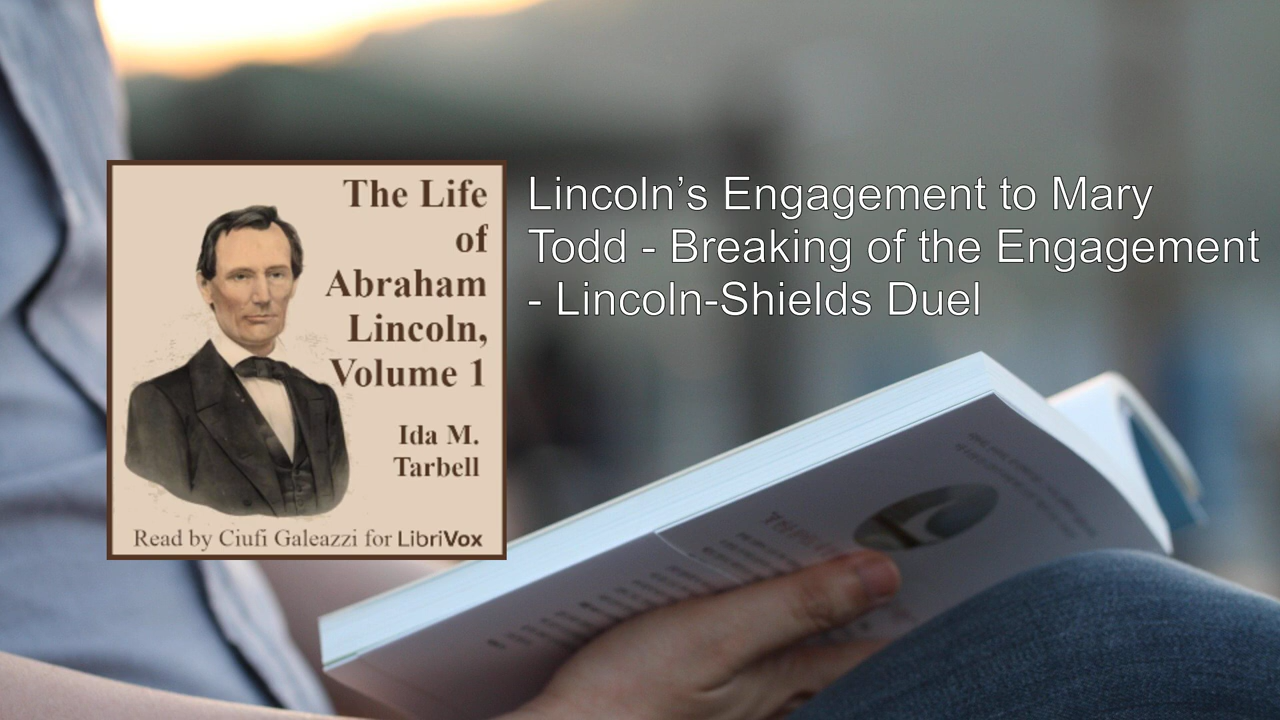 The Life
of
Abraham
Lincoln,
Volume 1
Ida M.
Tarbell
Read by Ciufi Galeazzi for LibriVox
Lincoln’s Engagement to Mary
Todd - Breaking of the Engagement
- Lincoln-Shields Duel